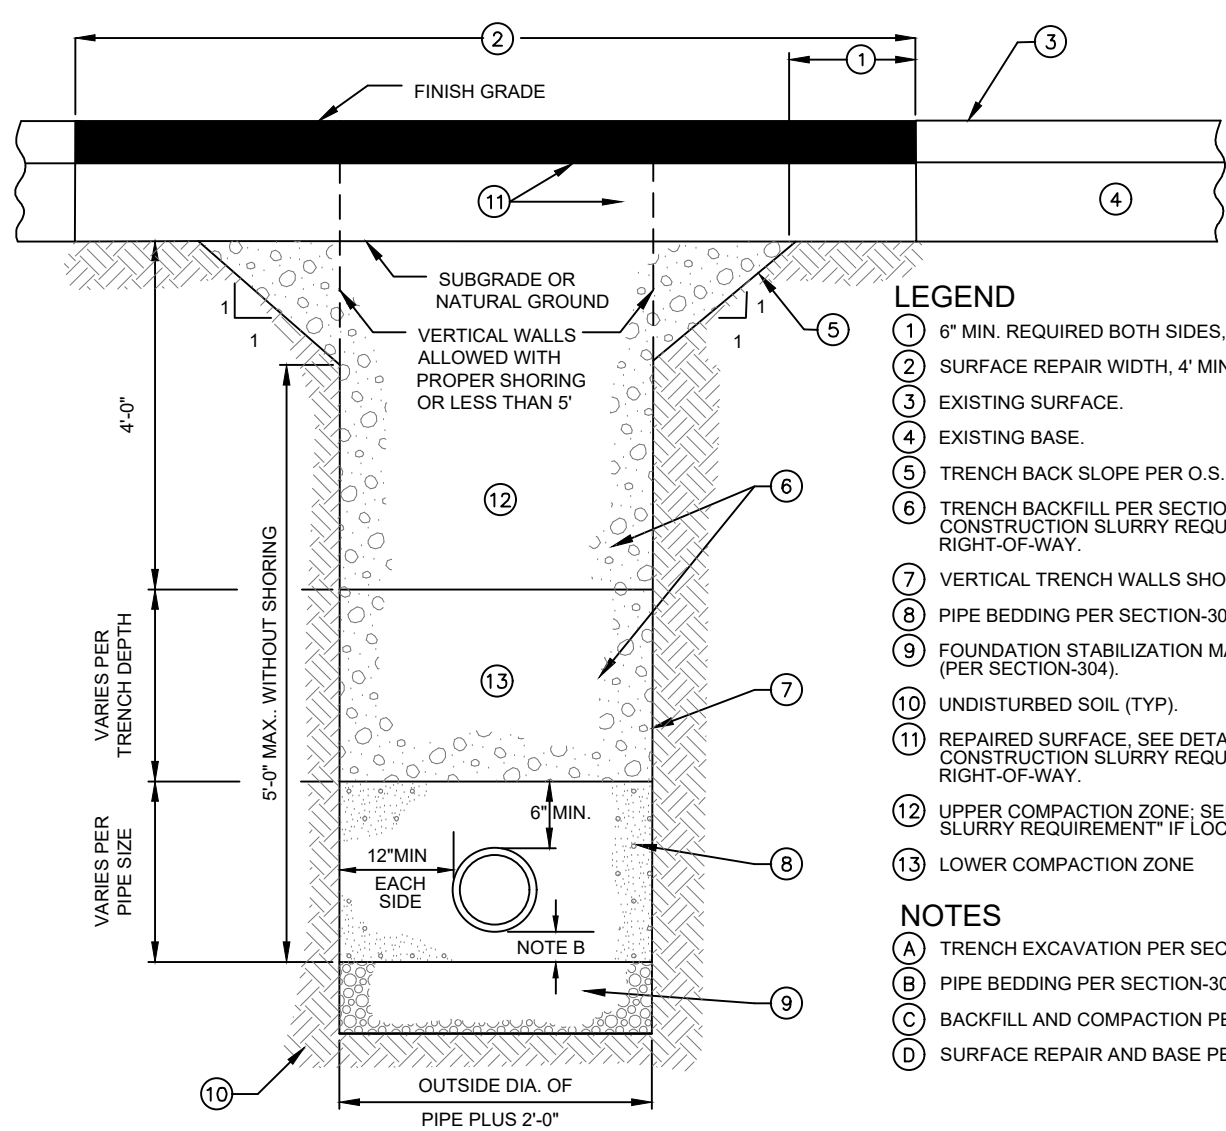 2
1
3
FINISH GRADE
11
4
SUBGRADE OR
NATURAL GROUND
1
1
1
1
5
VERTICAL WALLS
ALLOWED WITH
PROPER SHORING
OR LESS THAN 5'
4'-0"
12
6
5'-0" MAX.. WITHOUT SHORING
VARIES PER
TRENCH DEPTH
13
7
VARIES PER
PIPE SIZE
6" MIN.
12"MIN
EACH
SIDE
8
NOTE B
9
10
OUTSIDE DIA. OF
PIPE PLUS 2'-0"
LEGEND
1 6" MIN. REQUIRED BOTH SIDES,
2 SURFACE REPAIR WIDTH, 4' MIN
3 EXISTING SURFACE.
4 EXISTING BASE.
5 TRENCH BACK SLOPE PER O.S.
6 TRENCH BACKFILL PER SECTIO
CONSTRUCTION SLURRY REQU
RIGHT-OF-WAY.
7 VERTICAL TRENCH WALLS SHO
8 PIPE BEDDING PER SECTION-30
9 FOUNDATION STABILIZATION MA
(PER SECTION-304).
10 UNDISTURBED SOIL (TYP).
11 REPAIRED SURFACE, SEE DETA
CONSTRUCTION SLURRY REQU
RIGHT-OF-WAY.
12 UPPER COMPACTION ZONE; SE
SLURRY REQUIREMENT" IF LOC
13 LOWER COMPACTION ZONE
NOTES
A TRENCH EXCAVATION PER SEC
B PIPE BEDDING PER SECTION-30
C BACKFILL AND COMPACTION PE
D SURFACE REPAIR AND BASE PE